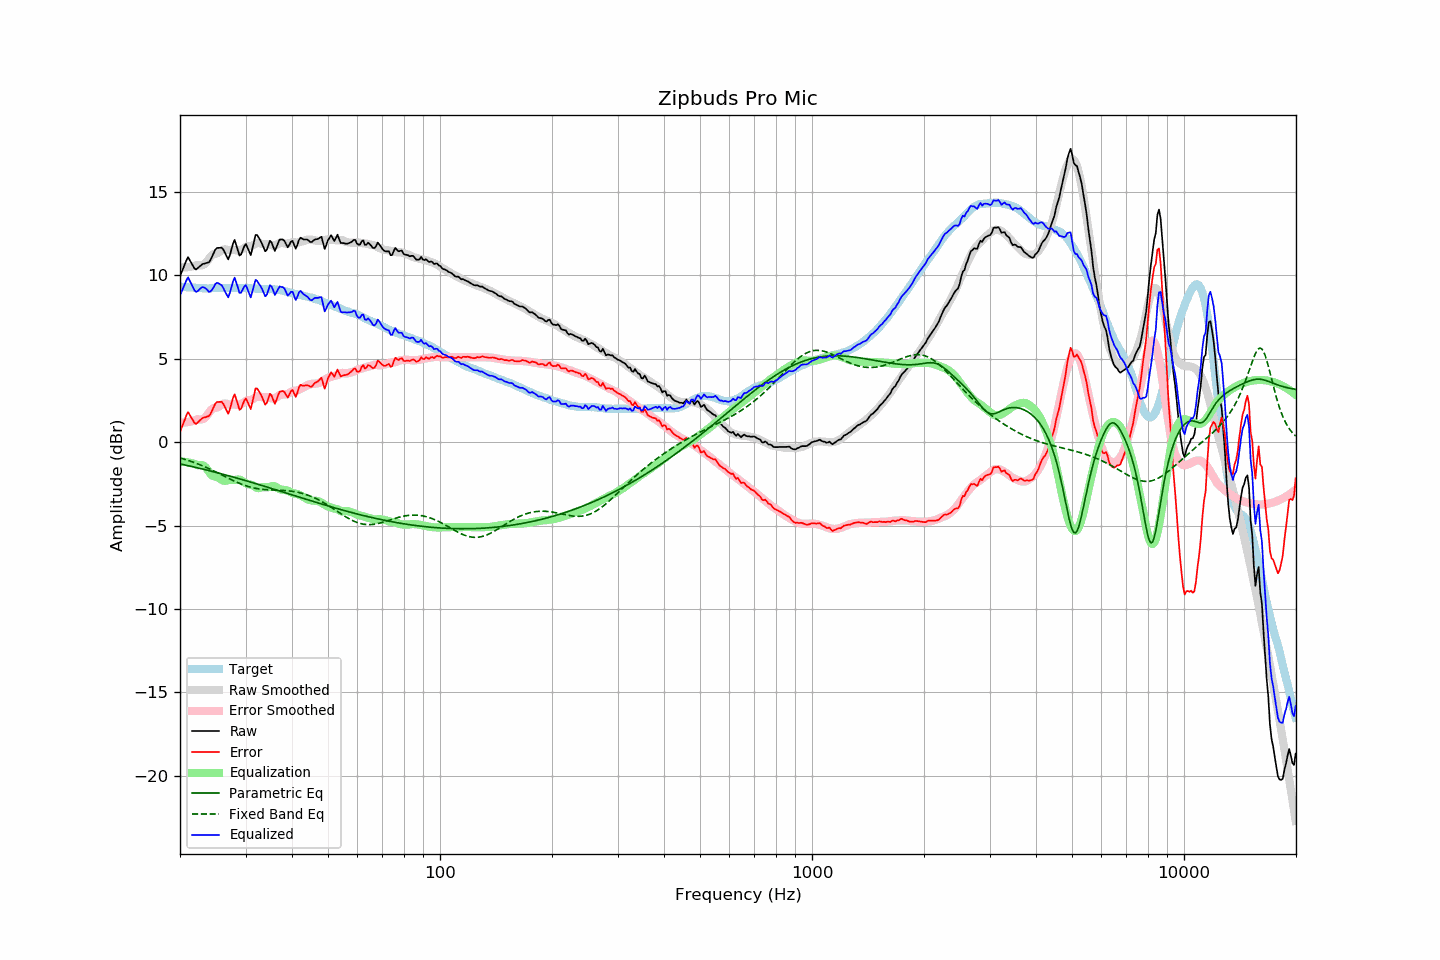 Zipbuds Pro Mic
Amplitude (dBr)
15
10
5
0
−5
−10
−15
−20
Target
Raw Smoothed
Error Smoothed
Raw
Error
Equalization
Parametric Eq
Fixed Band Eq
Equalized
100
1000
10000
Frequency (Hz)